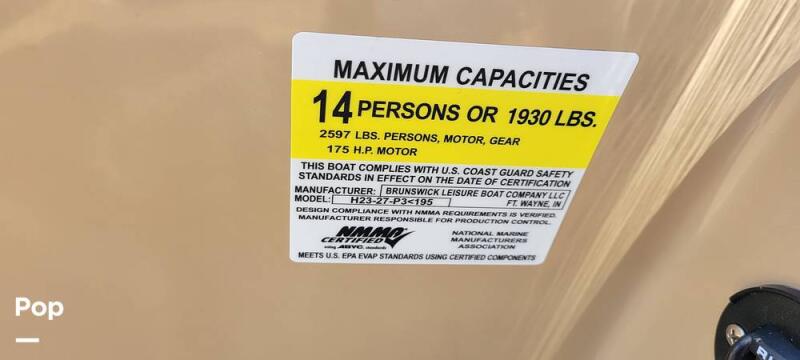 MAXIMUM CAPACITIES
14 PERSONS OR 1930 LBS.
2597 LBS. PERSONS, MOTOR, GEAR
175 H.P. MOTOR
THIS BOAT COMPLIES WITH U.S. COAST GUARD SAFETY
STANDARDS IN EFFECT ON THE DATE OF CERTIFICATION
MANUFACTURER: BRUNSWICK LEISURE BOAT COMPANY LLC
FT. WAYNE, IN
MODEL: H23-27-P3<195
DESIGN COMPLIANCE WITH NMMA REQUIREMENTS IS VERIFIED.
MANUFACTURER RESPONSIBLE FOR PRODUCTION CONTROL.
NMMA
CERTIFIED
using ABYC. standards
NATIONAL MARINE
MANUFACTURERS
ASSOCIATION
MEETS U.S. EPA EVAP STANDARDS USING CERTIFIED COMPONENTS
Pop